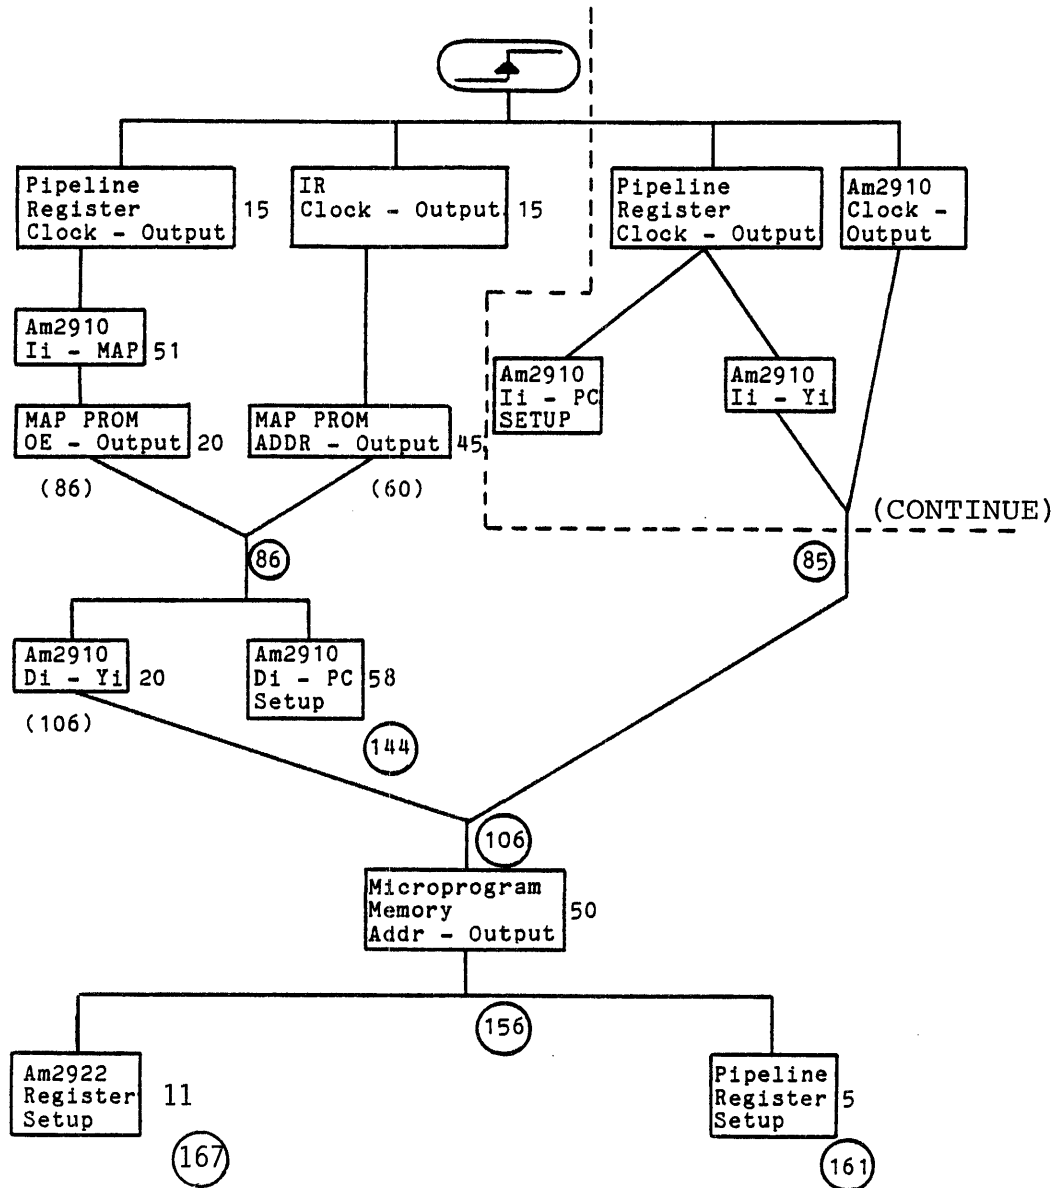 Pipeline
Register
Clock - Output
15
IR
Clock - Output
15
Pipeline
Register
Clock - Output
Am2910
Clock -
Output
Am2910
Ii - MAP
51
Am2910
Ii - PC
SETUP
Am2910
Ii - Yi
MAP PROM
OE - Output
20
MAP PROM
ADDR - Output
45
(86)
(60)
(CONTINUE)
86
85
Am2910
Di - Yi
20
Am2910
Di - PC
Setup
58
(106)
144
106
Microprogram
Memory
Addr - Output
50
156
Am2922
Register
Setup
11
Pipeline
Register
Setup
5
167
161